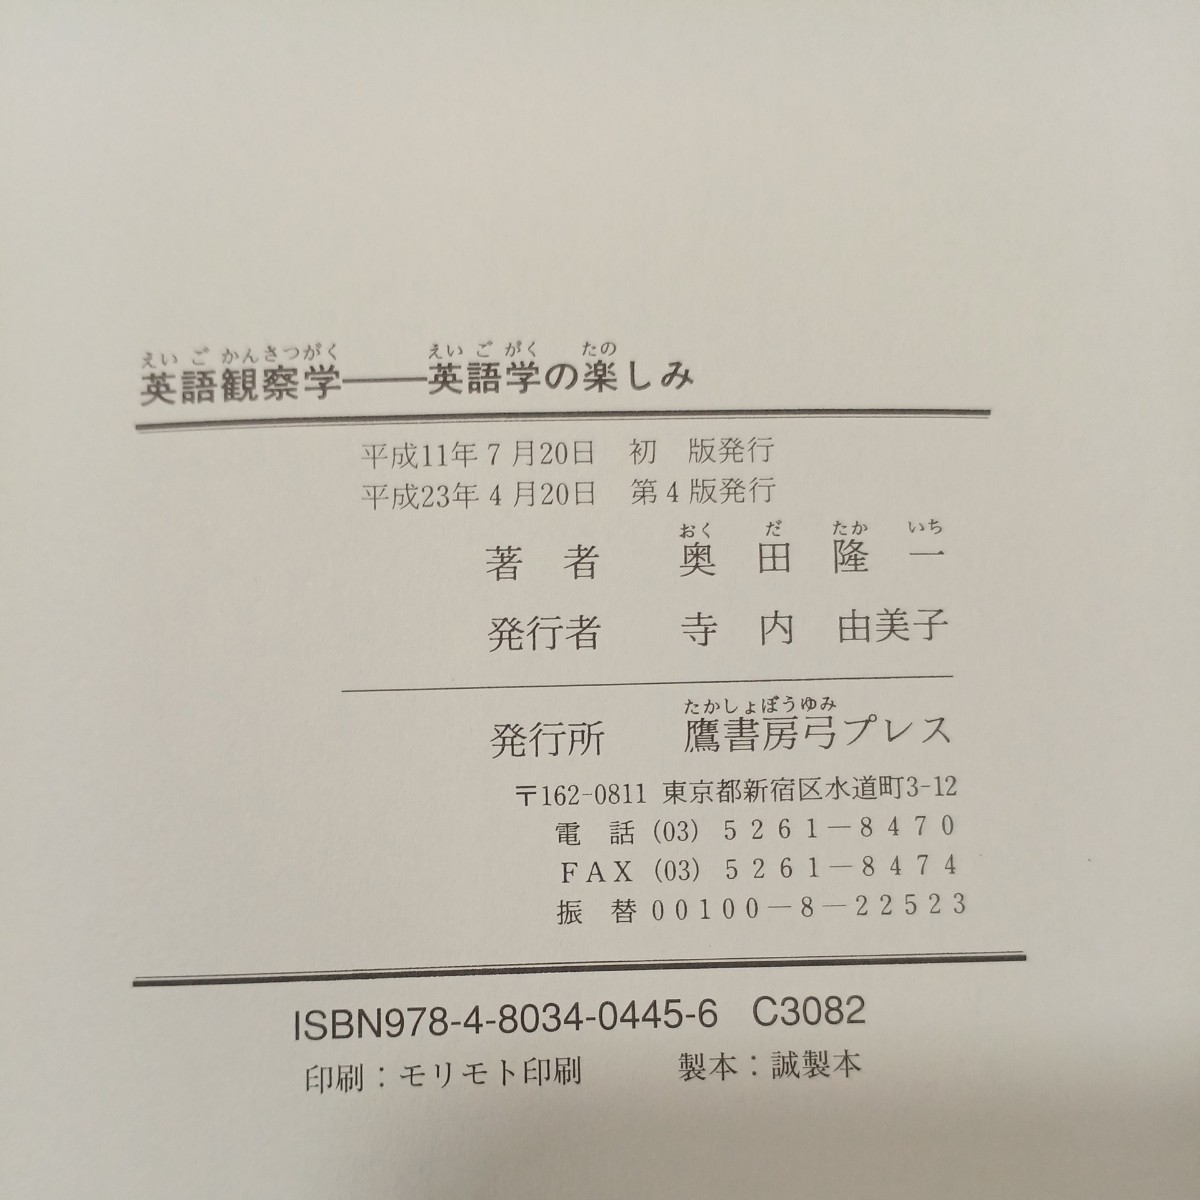 えいごかんさつがく えいごがく たの
英語観察学――英語学の楽しみ
平成11年7月20日 初 版発行
平成23年4月20日 第4版発行
おく だ たか いち
著 者 奥 田 隆 一
発行者 寺 内 由美子
たかしょぼうゆみ
発行所 鷹書房弓プレス
〒162-0811 東京都新宿区水道町3-12
電 話 (03) 5261-8470
FAX (03) 5261-8474
振 替 00100-8-22523
ISBN978-4-8034-0445-6 C3082
印刷：モリモト印刷 製本：誠製本